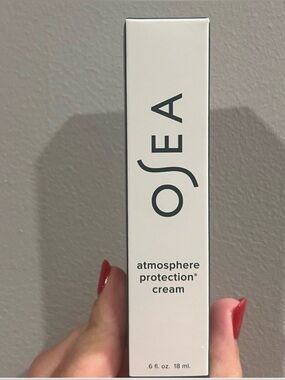 OSEA
atmosphere
protection®
cream
.6 fl. oz. 18 ml.